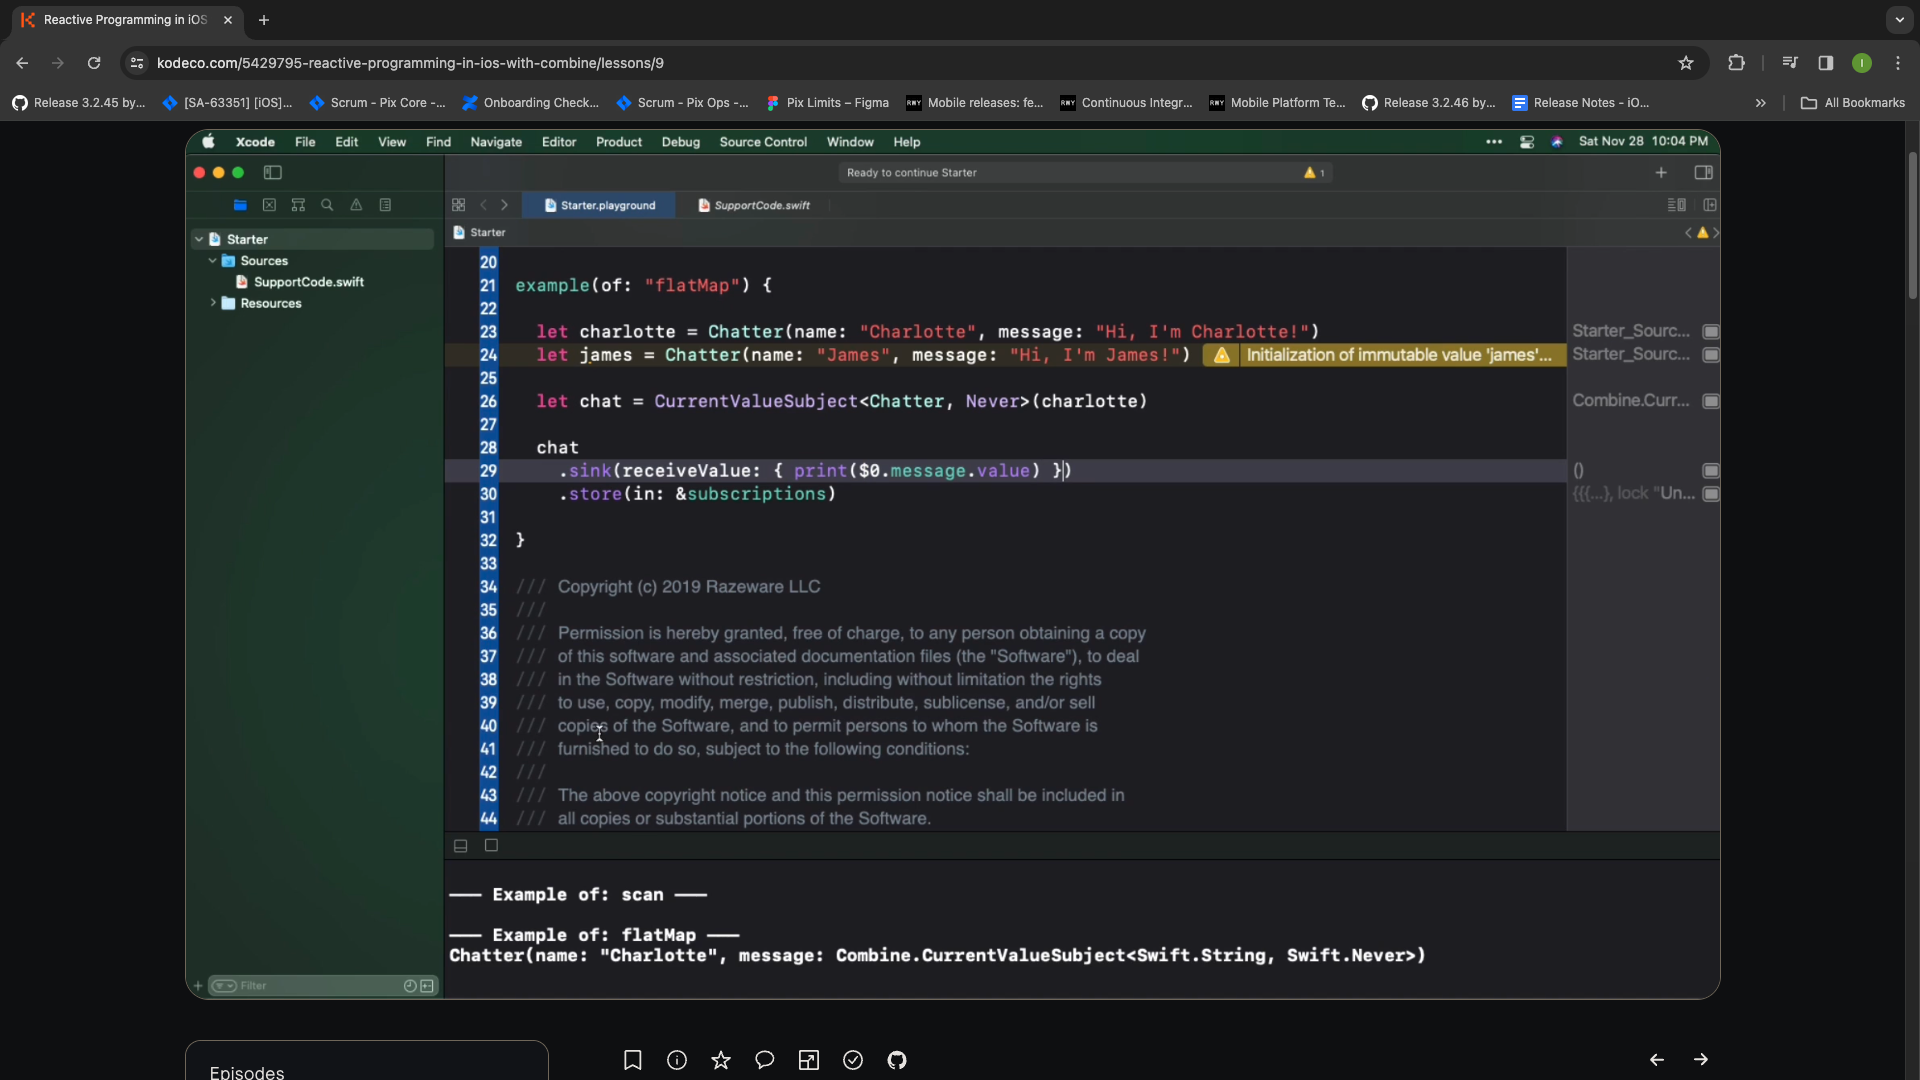 Reactive Programming in iOS
kodeco.com/5429795-reactive-programming-in-ios-with-combine/lessons/9
I
Release 3.2.45 by...
[SA-63351] [iOS]...
Scrum - Pix Core -...
Onboarding Check...
Scrum - Pix Ops -...
Pix Limits – Figma
Mobile releases: fe...
Continuous Integr...
Mobile Platform Te...
Release 3.2.46 by...
Release Notes - iO...
All Bookmarks
Xcode File Edit View Find Navigate Editor Product Debug Source Control Window Help
Sat Nov 28 10:04 PM
Ready to continue Starter
1
Starter.playground
SupportCode.swift
Starter
Starter
Sources
SupportCode.swift
Resources
20
21 example(of: "flatMap") {
22
23 let charlotte = Chatter(name: "Charlotte", message: "Hi, I'm Charlotte!") Starter_Sourc...
24 let james = Chatter(name: "James", message: "Hi, I'm James!") Initialization of immutable value 'james'... Starter_Sourc...
25
26 let chat = CurrentValueSubject<Chatter, Never>(charlotte) Combine.Curr...
27
28 chat
29 .sink(receiveValue: { print($0.message.value) }) ()
30 .store(in: &subscriptions) {{{...}, lock "Un...
31
32 }
33
34 /// Copyright (c) 2019 Razeware LLC
35 ///
36 /// Permission is hereby granted, free of charge, to any person obtaining a copy
37 /// of this software and associated documentation files (the "Software"), to deal
38 /// in the Software without restriction, including without limitation the rights
39 /// to use, copy, modify, merge, publish, distribute, sublicense, and/or sell
40 /// copies of the Software, and to permit persons to whom the Software is
41 /// furnished to do so, subject to the following conditions:
42 ///
43 /// The above copyright notice and this permission notice shall be included in
44 /// all copies or substantial portions of the Software.
—— Example of: scan ——
—— Example of: flatMap ——
Chatter(name: "Charlotte", message: Combine.CurrentValueSubject<Swift.String, Swift.Never>)
Filter
Episodes